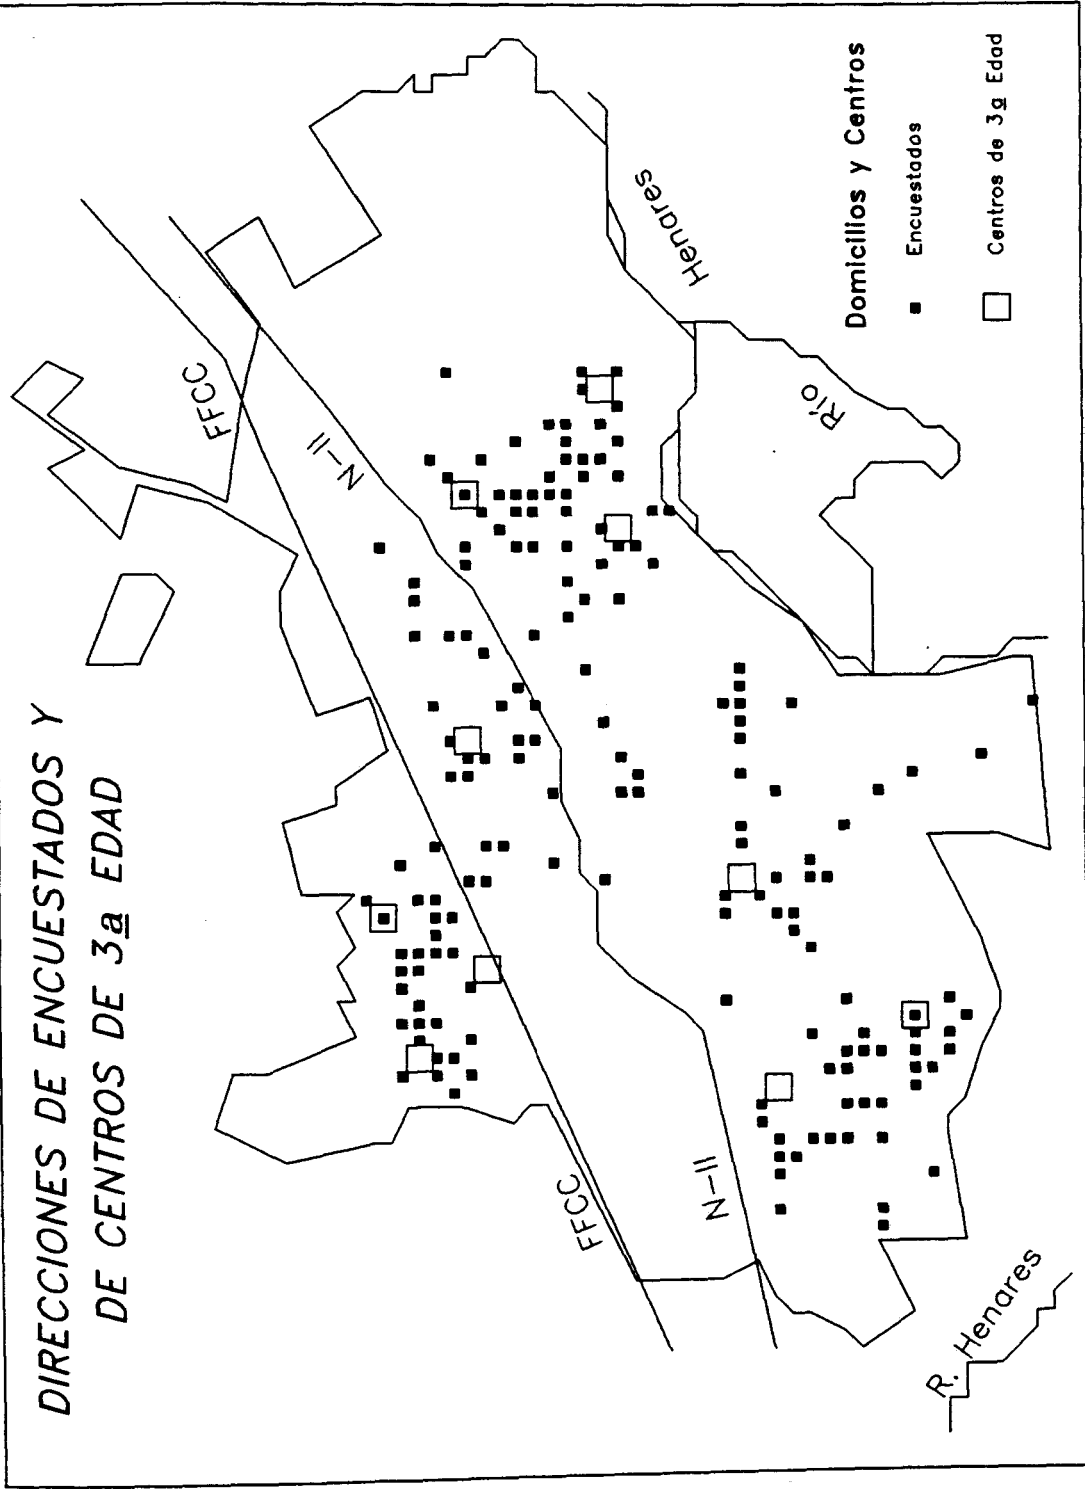 DIRECCIONES DE ENCUESTADOS Y
DE CENTROS DE 3ª EDAD
FFCC
N-II
Henares
Río
FFCC
N-II
R. Henares
Domicilios y Centros
Encuestados
Centros de 3ª Edad